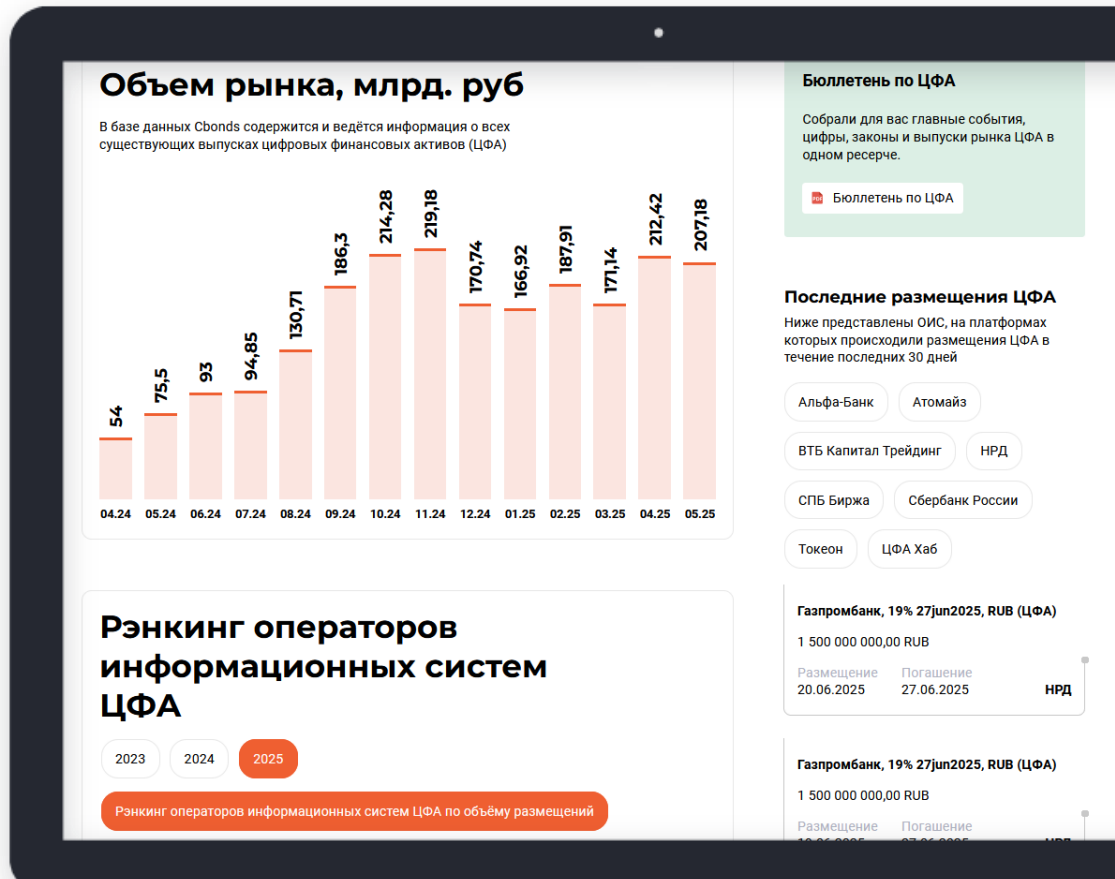 Объем рынка, млрд. руб
В базе данных Cbonds содержится и ведётся информация о всех
существующих выпусках цифровых финансовых активов (ЦФА)
54
75,5
93
94,85
130,71
186,3
214,28
219,18
170,74
166,92
187,91
171,14
212,42
207,18
04.24 05.24 06.24 07.24 08.24 09.24 10.24 11.24 12.24 01.25 02.25 03.25 04.25 05.25
Рэнкинг операторов
информационных систем
ЦФА
2023 2024 2025
Рэнкинг операторов информационных систем ЦФА по объёму размещений
Бюллетень по ЦФА
Собрали для вас главные события,
цифры, законы и выпуски рынка ЦФА в
одном ресерче.
PDF Бюллетень по ЦФА
Последние размещения ЦФА
Ниже представлены ОИС, на платформах
которых происходили размещения ЦФА в
течение последних 30 дней
Альфа-Банк Атомайз
ВТБ Капитал Трейдинг НРД
СПБ Биржа Сбербанк России
Токеон ЦФА Хаб
Газпромбанк, 19% 27jun2025, RUB (ЦФА)
1 500 000 000,00 RUB
Размещение Погашение
20.06.2025 27.06.2025 НРД
Газпромбанк, 19% 27jun2025, RUB (ЦФА)
1 500 000 000,00 RUB
Размещение Погашение